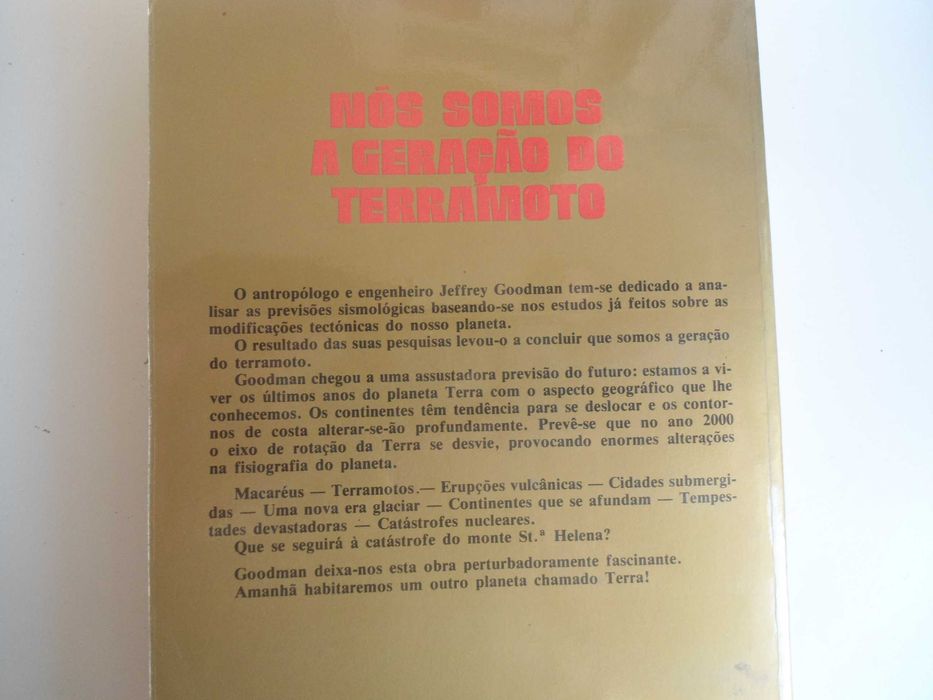 NÓS SOMOS
A GERAÇÃO DO
TERRAMOTO
O antropólogo e engenheiro Jeffrey Goodman tem-se dedicado a ana-
lisar as previsões sismológicas baseando-se nos estudos já feitos sobre as
modificações tectónicas do nosso planeta.
O resultado das suas pesquisas levou-o a concluir que somos a geração
do terramoto.
Goodman chegou a uma assustadora previsão do futuro: estamos a vi-
ver os últimos anos do planeta Terra com o aspecto geográfico que lhe
conhecemos. Os continentes têm tendência para se deslocar e os contor-
nos de costa alterar-se-ão profundamente. Prevê-se que no ano 2000
o eixo de rotação da Terra se desvie, provocando enormes alterações
na fisiografia do planeta.
Macaréus — Terramotos.— Erupções vulcânicas — Cidades submergi-
das — Uma nova era glaciar — Continentes que se afundam — Tempes-
tades devastadoras — Catástrofes nucleares.
Que se seguirá à catástrofe do monte St.ª Helena?
Goodman deixa-nos esta obra perturbadoramente fascinante.
Amanhã habitaremos um outro planeta chamado Terra!